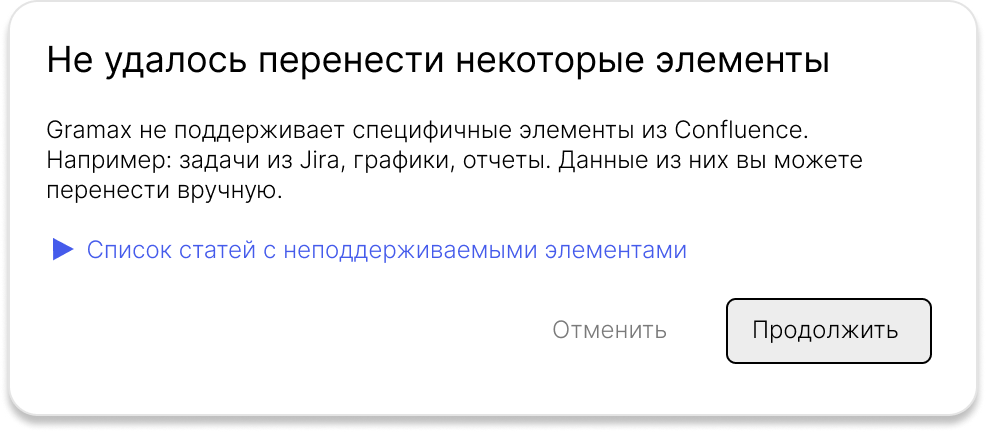 Не удалось перенести некоторые элементы
Gramax не поддерживает специфичные элементы из Confluence.
Например: задачи из Jira, графики, отчеты. Данные из них вы можете
перенести вручную.
Список статей с неподдерживаемыми элементами
Отменить
Продолжить